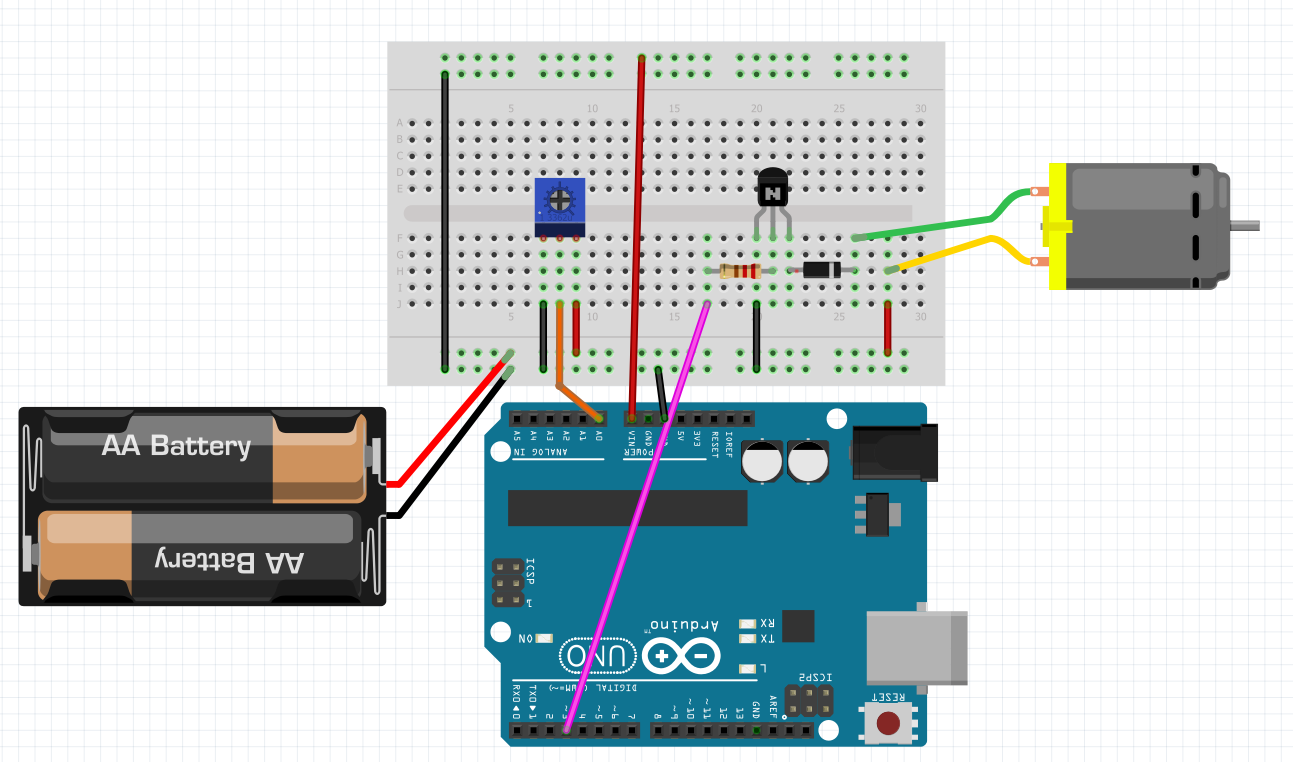 5 10 15 20 25 30
A
B
C
D
E
F
G
H
I
J
5 10 15 20 25 30
AA Battery
AA Battery
A5 A4 A3 A2 A1 A0 VIN GND 5V 3V3 RESET IOREF
ANALOG IN POWER
ICSP
1
ON
UNO
Arduino
TM
RX
TX
L
ICSP2
DIGITAL (PWM=~)
RX0 0 TX0 1 2 ~3 4 ~5 ~6 7 8 ~9 ~10 ~11 12 13 GND AREF
RESET